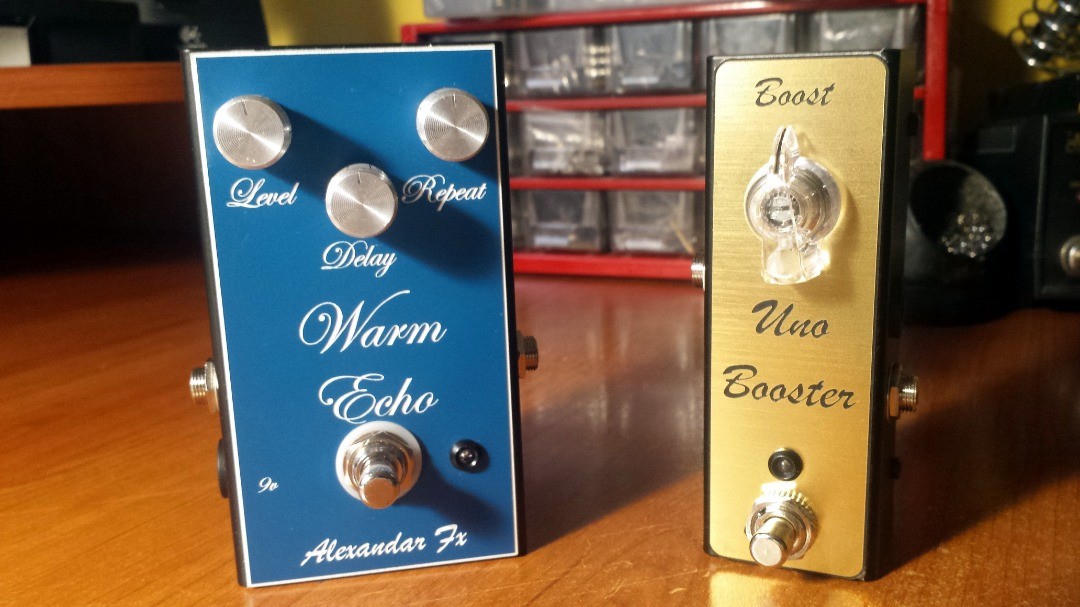 Level
Repeat
Delay
Warm
Echo
9v
Alexandar Fx
Boost
Uno
Booster